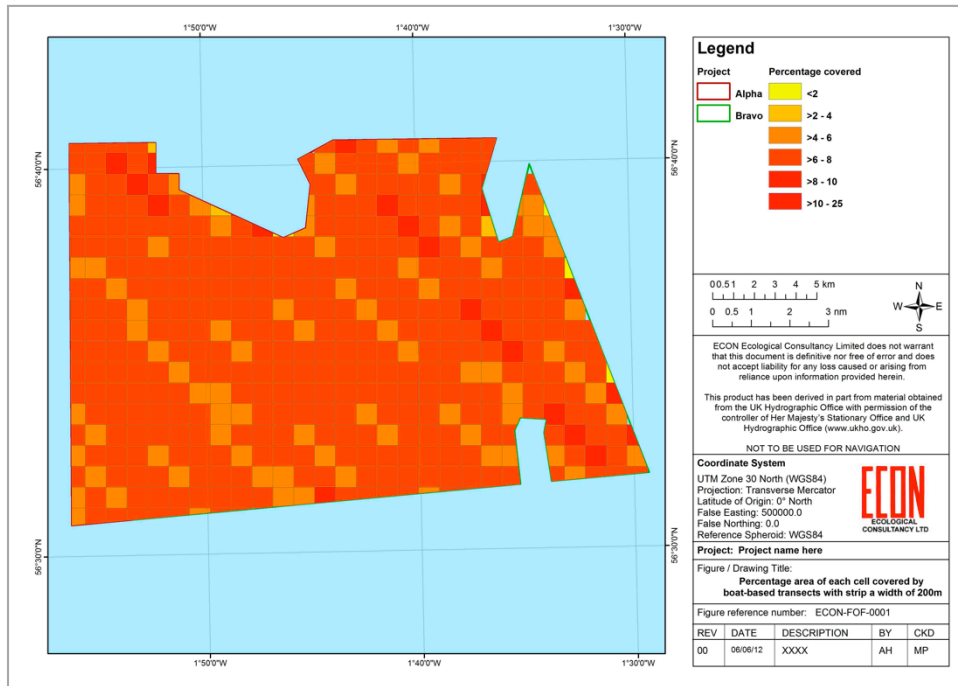 1°50'0"W 1°40'0"W 1°30'0"W
56°40'0"N 56°40'0"N
56°30'0"N 56°30'0"N
1°50'0"W 1°40'0"W 1°30'0"W
Legend
Project Percentage covered
Alpha <2
Bravo >2 - 4
>4 - 6
>6 - 8
>8 - 10
>10 - 25
0 0.5 1 2 3 4 5 km
0 0.5 1 2 3 nm
N
W E
S
ECON Ecological Consultancy Limited does not warrant
that this document is definitive nor free of error and does
not accept liability for any loss caused or arising from
reliance upon information provided herein.
This product has been derived in part from material obtained
from the UK Hydrographic Office with permission of the
controller of Her Majesty's Stationary Office and UK
Hydrographic Office (www.ukho.gov.uk).
NOT TO BE USED FOR NAVIGATION
Coordinate System
UTM Zone 30 North (WGS84)
Projection: Transverse Mercator
Latitude of Origin: 0° North
False Easting: 500000.0
False Northing: 0.0
Reference Spheroid: WGS84
ECON
ECOLOGICAL
CONSULTANCY LTD
Project: Project name here
Figure / Drawing Title:
Percentage area of each cell covered by
boat-based transects with strip a width of 200m
Figure reference number: ECON-FOF-0001
REV DATE DESCRIPTION BY CKD
00 06/06/12 XXXX AH MP